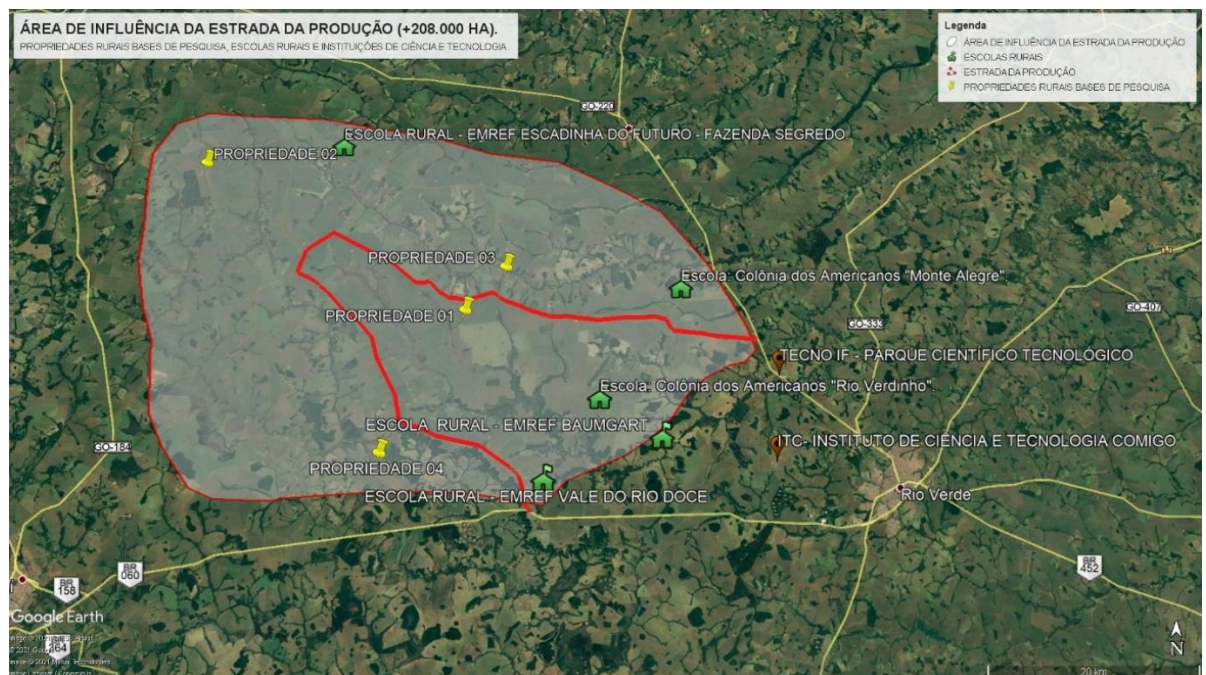 ÁREA DE INFLUÊNCIA DA ESTRADA DA PRODUÇÃO (+208.000 HA).
PROPRIEDADES RURAIS BASES DE PESQUISA, ESCOLAS RURAIS E INSTITUIÇÕES DE CIÊNCIA E TECNOLOGIA.
Legenda
ÁREA DE INFLUÊNCIA DA ESTRADA DA PRODUÇÃO
ESCOLAS RURAIS
ESTRADA DA PRODUÇÃO
PROPRIEDADES RURAIS BASES DE PESQUISA
GO-220
ESCOLA RURAL - EMREF ESCADINHA DO FUTURO - FAZENDA SEGREDO
PROPRIEDADE 02
PROPRIEDADE 03
Escola: Colônia dos Americanos "Monte Alegre".
GO-407
PROPRIEDADE 01
GO-333
TECNO IF - PARQUE CIENTÍFICO TECNOLÓGICO
Escola: Colônia dos Americanos "Rio Verdinho".
ESCOLA RURAL - EMREF BAUMGART
GO-184
ITC- INSTITUTO DE CIÊNCIA E TECNOLOGIA COMIGO
PROPRIEDADE 04
ESCOLA RURAL - EMREF VALE DO RIO DOCE
Rio Verde
BR
060
BR
158
BR
452
Google Earth
364
N
20 km